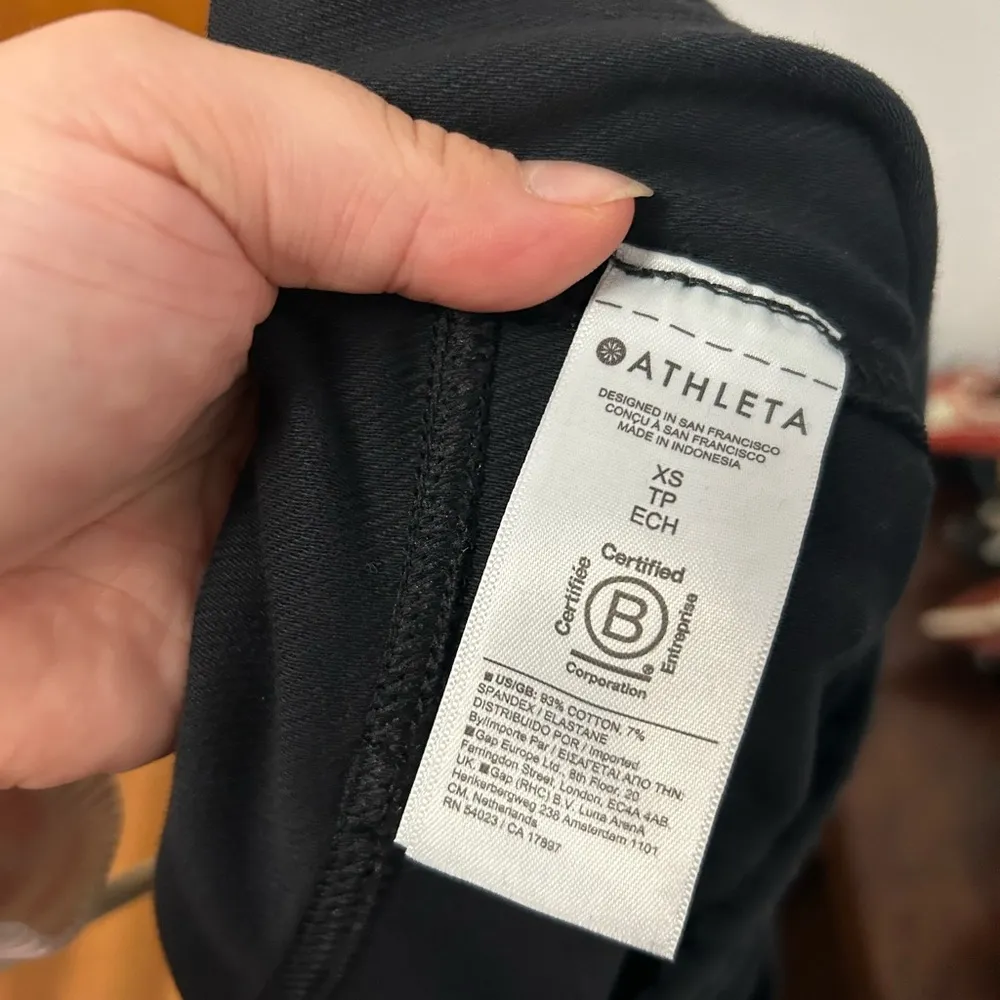 ATHLETA
DESIGNED IN SAN FRANCISCO
CONÇU À SAN FRANCISCO
MADE IN INDONESIA
XS
TP
ECH
Certified
Certifiée
B
Entreprise
®
Corporation
■ US/GB: 93% COTTON, 7%
SPANDEX / ELASTANE
DISTRIBUIDO POR / Imported
By/Importe Par / ΕΙΣΑΓΕΤΑΙ ΑΠΟ ΤΗΝ:
■Gap Europe Ltd, 8th Floor, 20
Farringdon Street, London, EC4A 4AB,
UK, ■Gap (RHC) B.V. Luna ArenA
Herikerbergweg 238 Amsterdam 1101
CM, Netherlands
RN 54023 / CA 17897